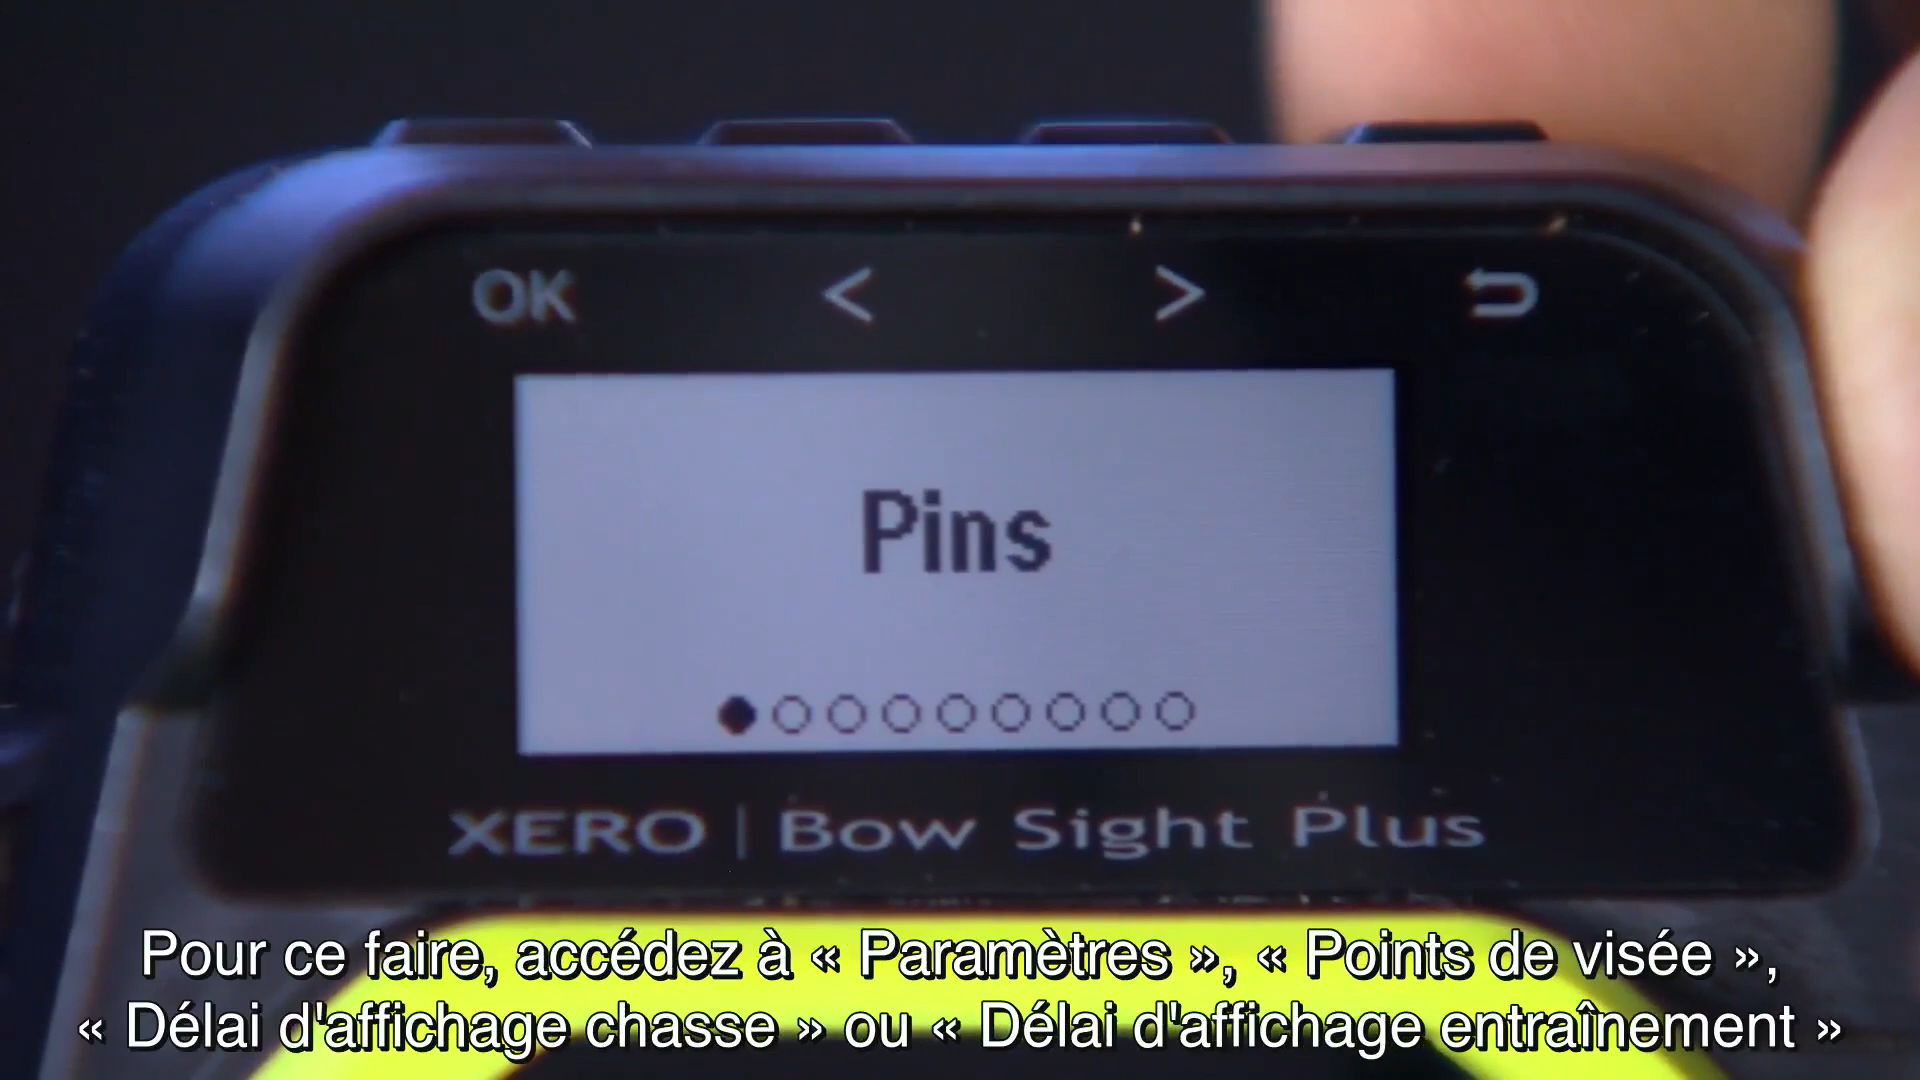 OK < >
Pins
XERO | Bow Sight Plus
Pour ce faire, accédez à « Paramètres », « Points de visée »,
« Délai d'affichage chasse » ou « Délai d'affichage entraînement »